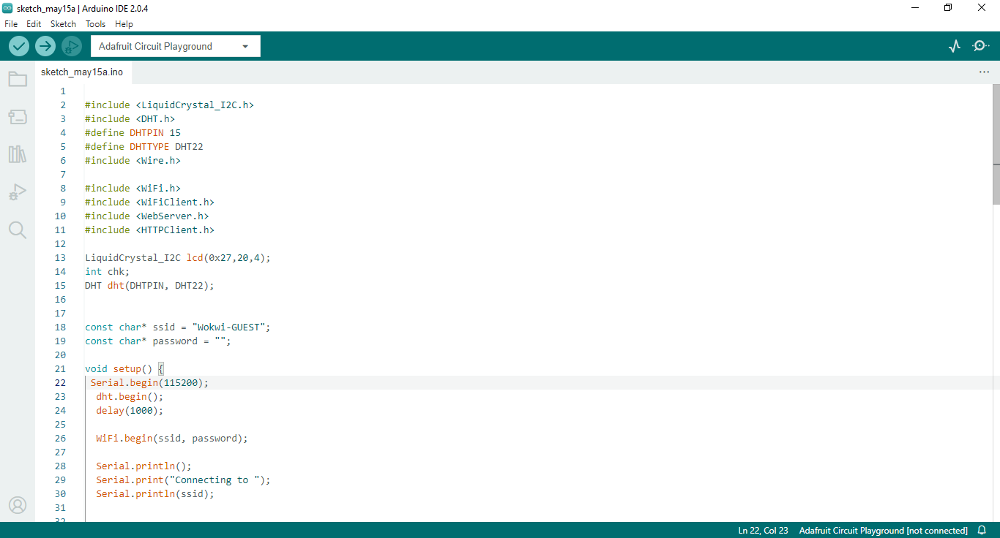 sketch_may15a | Arduino IDE 2.0.4
File Edit Sketch Tools Help
Adafruit Circuit Playground
sketch_may15a.ino
1
2 #include <LiquidCrystal_I2C.h>
3 #include <DHT.h>
4 #define DHTPIN 15
5 #define DHTTYPE DHT22
6 #include <Wire.h>
7
8 #include <WiFi.h>
9 #include <WiFiClient.h>
10 #include <WebServer.h>
11 #include <HTTPClient.h>
12
13 LiquidCrystal_I2C lcd(0x27,20,4);
14 int chk;
15 DHT dht(DHTPIN, DHT22);
16
17
18 const char* ssid = "Wokwi-GUEST";
19 const char* password = "";
20
21 void setup() {
22 Serial.begin(115200);
23 dht.begin();
24 delay(1000);
25
26 WiFi.begin(ssid, password);
27
28 Serial.println();
29 Serial.print("Connecting to ");
30 Serial.println(ssid);
31
32
Ln 22, Col 23 Adafruit Circuit Playground [not connected]